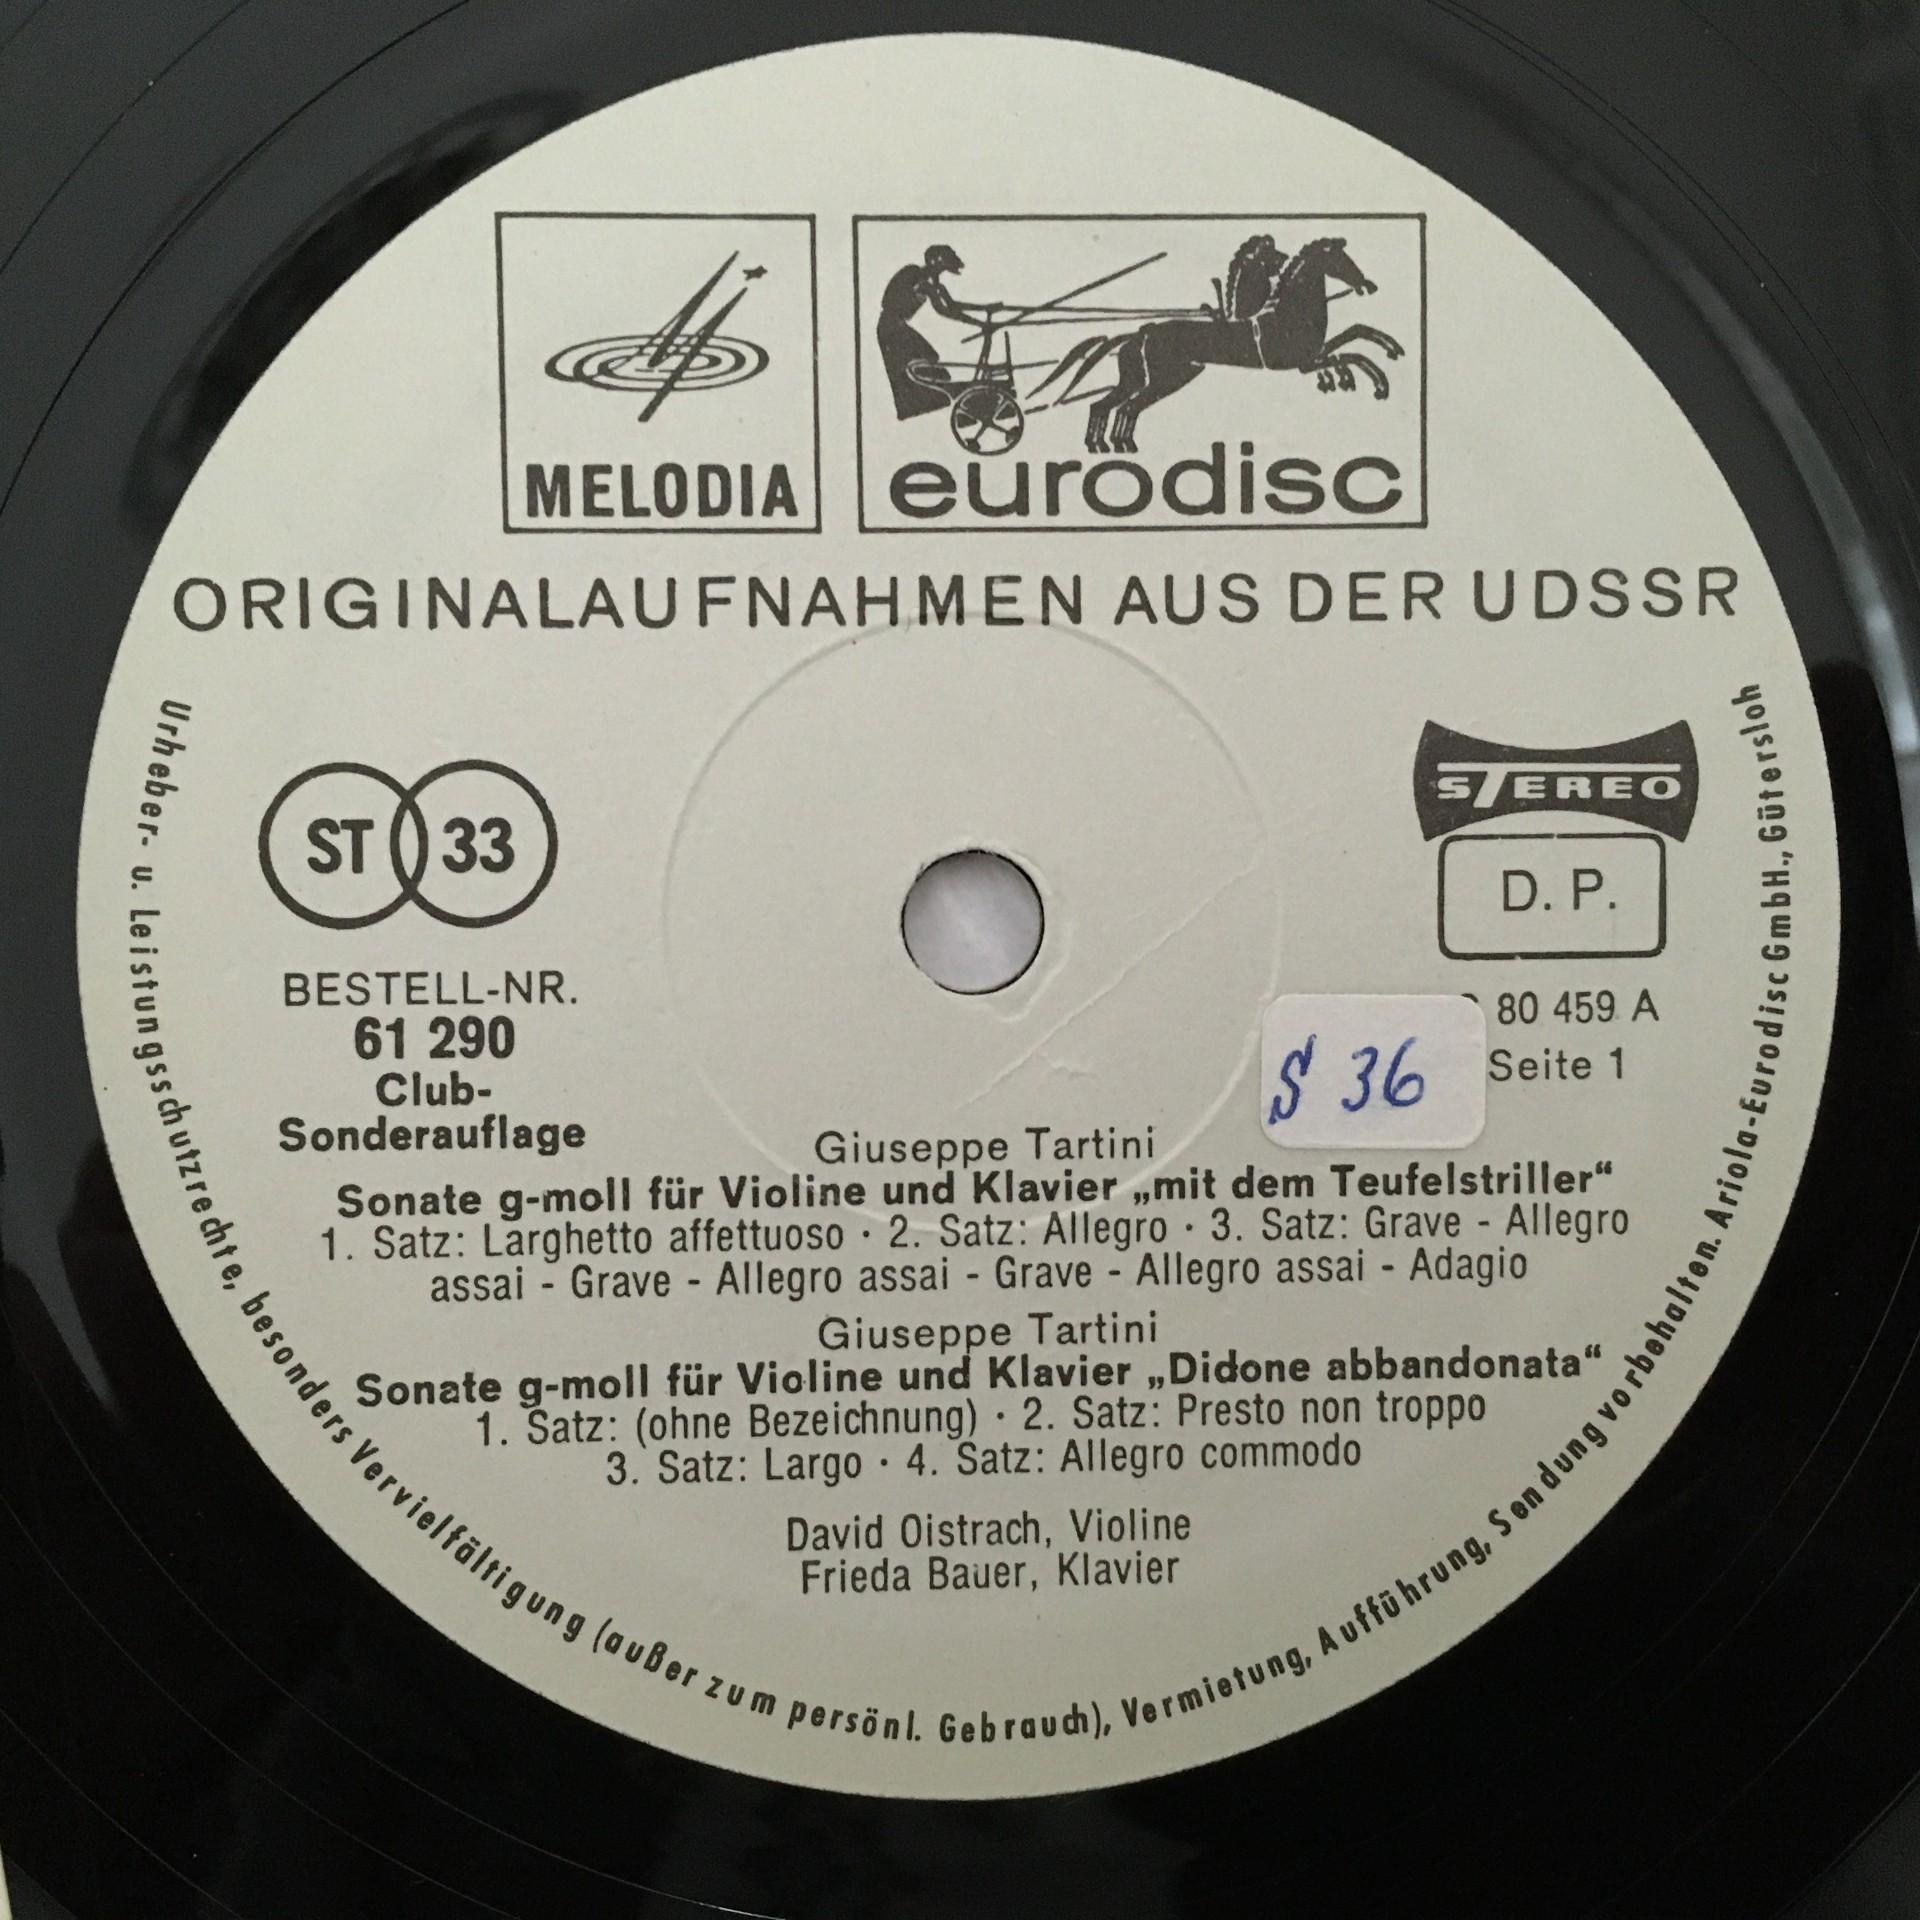 MELODIA
eurodisc
ORIGINALAUFNAHMEN AUS DER UDSSR
ST 33
STEREO
D. P.
BESTELL-NR.
61 290
Club-
Sonderauflage
80 459 A
Seite 1
S 36
Giuseppe Tartini
Sonate g-moll für Violine und Klavier „mit dem Teufelstriller“
1. Satz: Larghetto affettuoso · 2. Satz: Allegro · 3. Satz: Grave - Allegro
assai - Grave - Allegro assai - Grave - Allegro assai - Adagio
Giuseppe Tartini
Sonate g-moll für Violine und Klavier „Didone abbandonata“
1. Satz: (ohne Bezeichnung) · 2. Satz: Presto non troppo
3. Satz: Largo · 4. Satz: Allegro commodo
David Oistrach, Violine
Frieda Bauer, Klavier
Urheber- u. Leistungsschutzrechte, besonders Vervielfältigung (außer zum persönl. Gebrauch), Vermietung, Aufführung, Sendung vorbehalten. Ariola-Eurodisc GmbH., Gütersloh